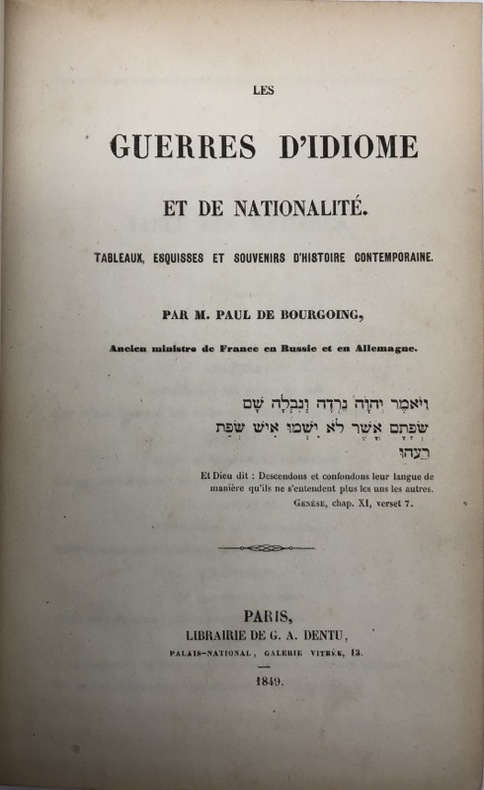 LES
GUERRES D'IDIOME
ET DE NATIONALITÉ.
TABLEAUX, ESQUISSES ET SOUVENIRS D'HISTOIRE CONTEMPORAINE.
PAR M. PAUL DE BOURGOING,
Ancien ministre de France en Russie et en Allemagne.
וַיֹּאמֶר יְהוָֹה נֵרְדָה וְנָבְלָה שָׁם
שְׂפָתָם אֲשֶׁר לֹא יִשְׁמְוּ אִישׁ שְׂפַת
רֵעֵהוּ
Et Dieu dit : Descendons et confondons leur langue de
manière qu'ils ne s'entendent plus les uns les autres.
GENÈSE, chap. XI, verset 7.
PARIS,
LIBRAIRIE DE G. A. DENTU,
PALAIS-NATIONAL, GALERIE VITRÉE, 13.
1849.